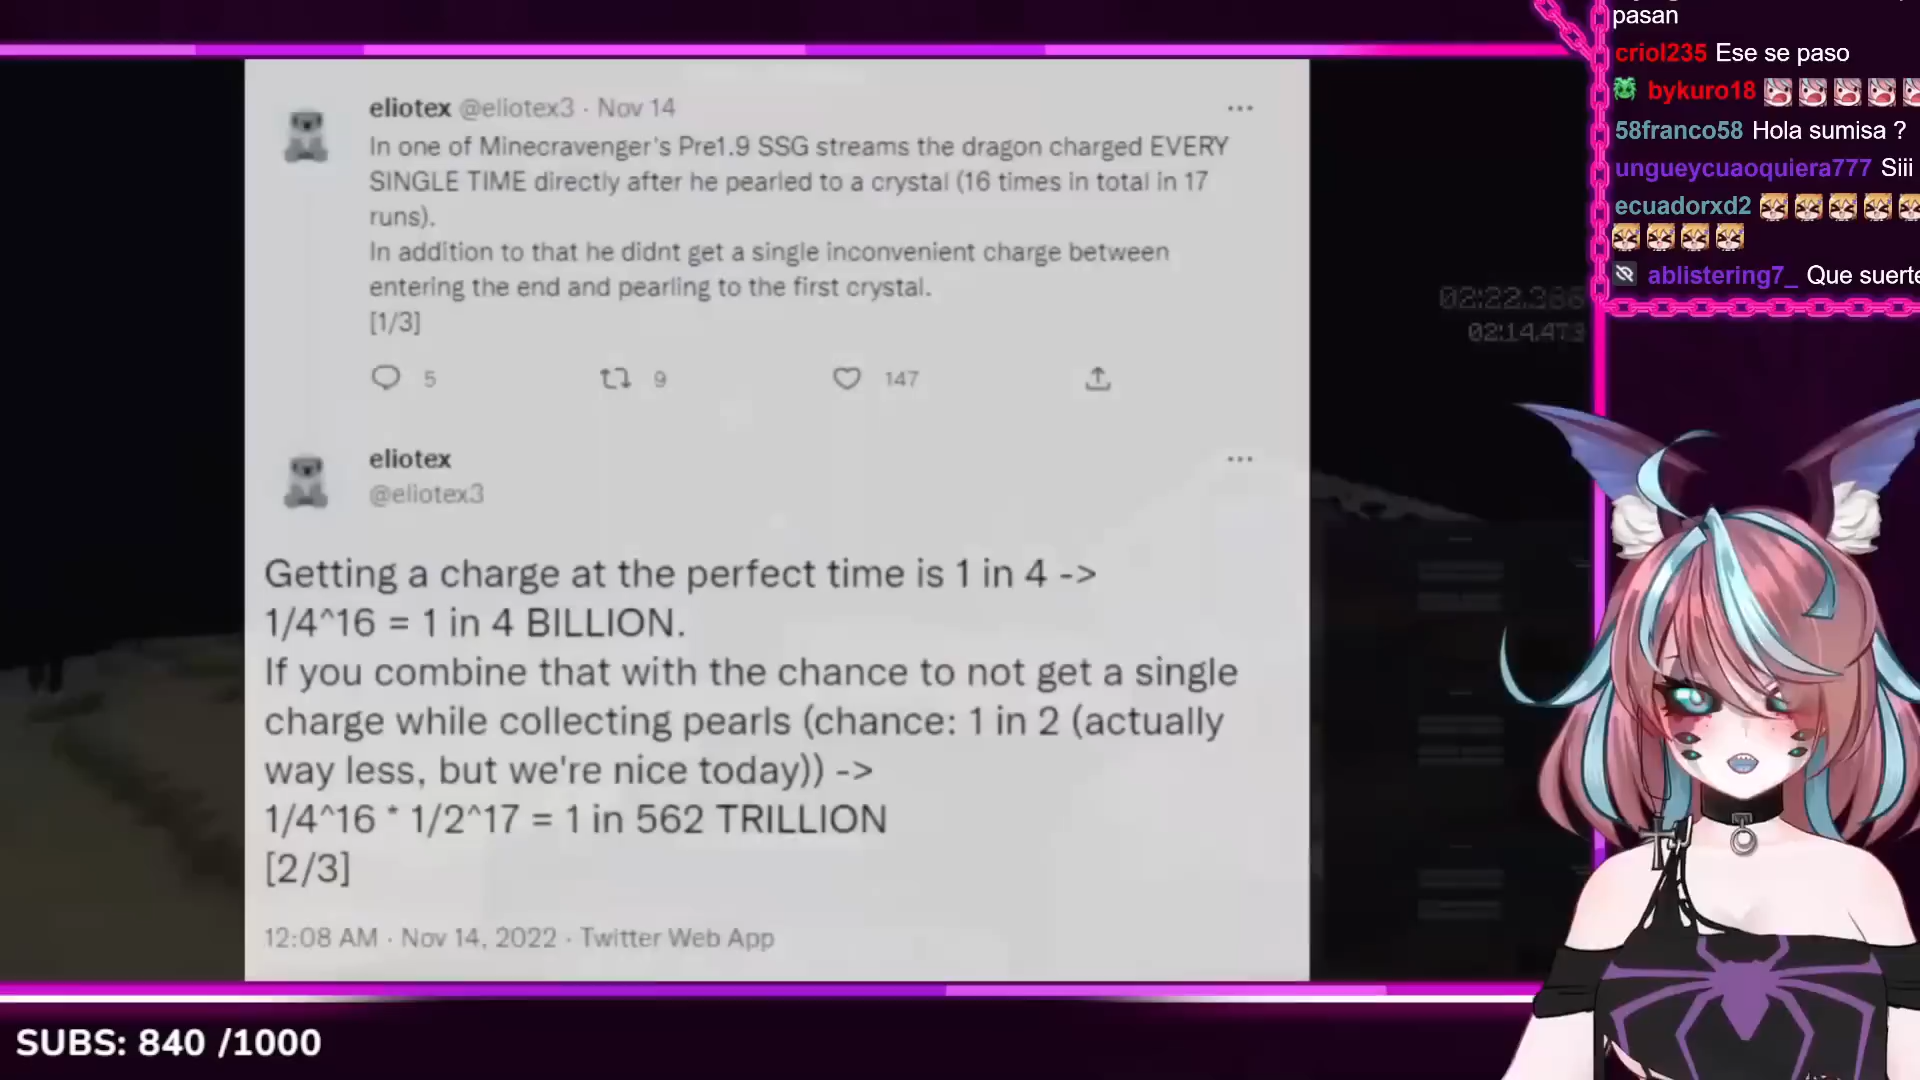 eliotex @eliotex3 · Nov 14
In one of Minecravenger's Pre1.9 SSG streams the dragon charged EVERY
SINGLE TIME directly after he pearled to a crystal (16 times in total in 17
runs).
In addition to that he didnt get a single inconvenient charge between
entering the end and pearling to the first crystal.
[1/3]
5 9 147
eliotex
@eliotex3
Getting a charge at the perfect time is 1 in 4 ->
1/4^16 = 1 in 4 BILLION.
If you combine that with the chance to not get a single
charge while collecting pearls (chance: 1 in 2 (actually
way less, but we're nice today)) ->
1/4^16 * 1/2^17 = 1 in 562 TRILLION
[2/3]
12:08 AM · Nov 14, 2022 · Twitter Web App
02:14.473
pasan
criol235 Ese se paso
bykuro18
58franco58 Hola sumisa ?
ungueycuaoquiera777 Siii
ecuadorxd2
ablistering7_ Que suerte
SUBS: 840 /1000